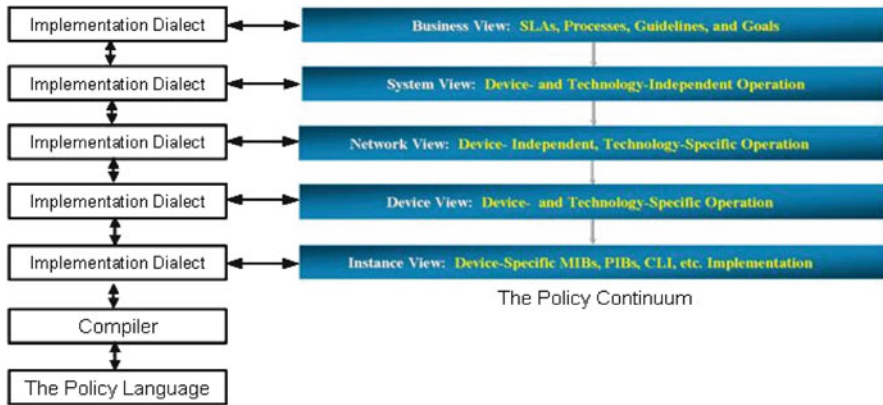 Implementation Dialect
Business View: SLAs, Processes, Guidelines, and Goals
Implementation Dialect
System View: Device- and Technology-Independent Operation
Implementation Dialect
Network View: Device- Independent, Technology-Specific Operation
Implementation Dialect
Device View: Device- and Technology-Specific Operation
Implementation Dialect
Instance View: Device-Specific MIBs, PIBs, CLI, etc. Implementation
The Policy Continuum
Compiler
The Policy Language